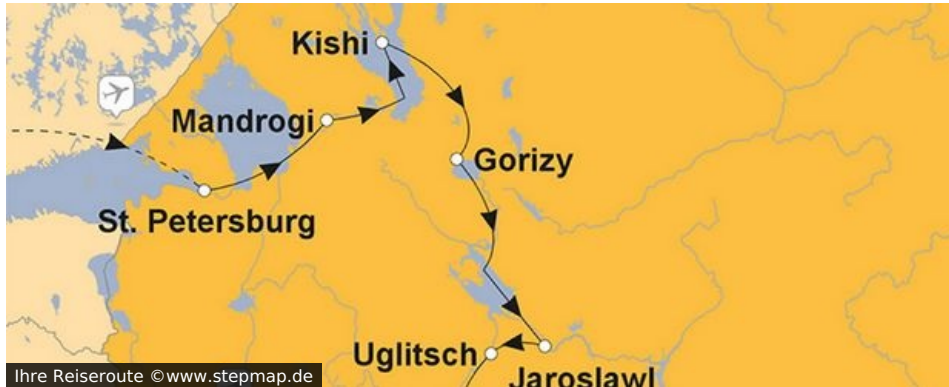 Kishi
Mandrogi
Gorizy
St. Petersburg
Uglitsch
Jaroslawl
Ihre Reiseroute ©www.stepmap.de